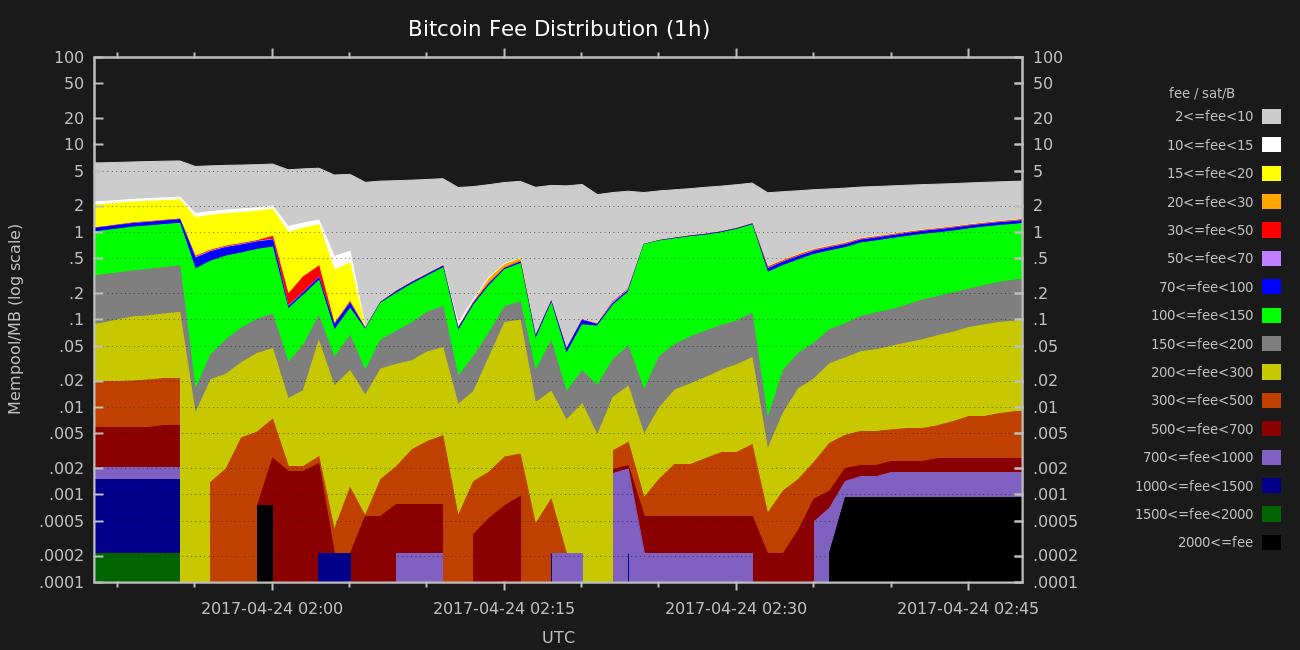 Bitcoin Fee Distribution (1h)
100
50
20
10
5
2
1
.5
.2
.1
.05
.02
.01
.005
.002
.001
.0005
.0002
.0001
Mempool/MB (log scale)
100
50
20
10
5
2
1
.5
.2
.1
.05
.02
.01
.005
.002
.001
.0005
.0002
.0001
2017-04-24 02:00
2017-04-24 02:15
2017-04-24 02:30
2017-04-24 02:45
UTC
fee / sat/B
2<=fee<10
10<=fee<15
15<=fee<20
20<=fee<30
30<=fee<50
50<=fee<70
70<=fee<100
100<=fee<150
150<=fee<200
200<=fee<300
300<=fee<500
500<=fee<700
700<=fee<1000
1000<=fee<1500
1500<=fee<2000
2000<=fee